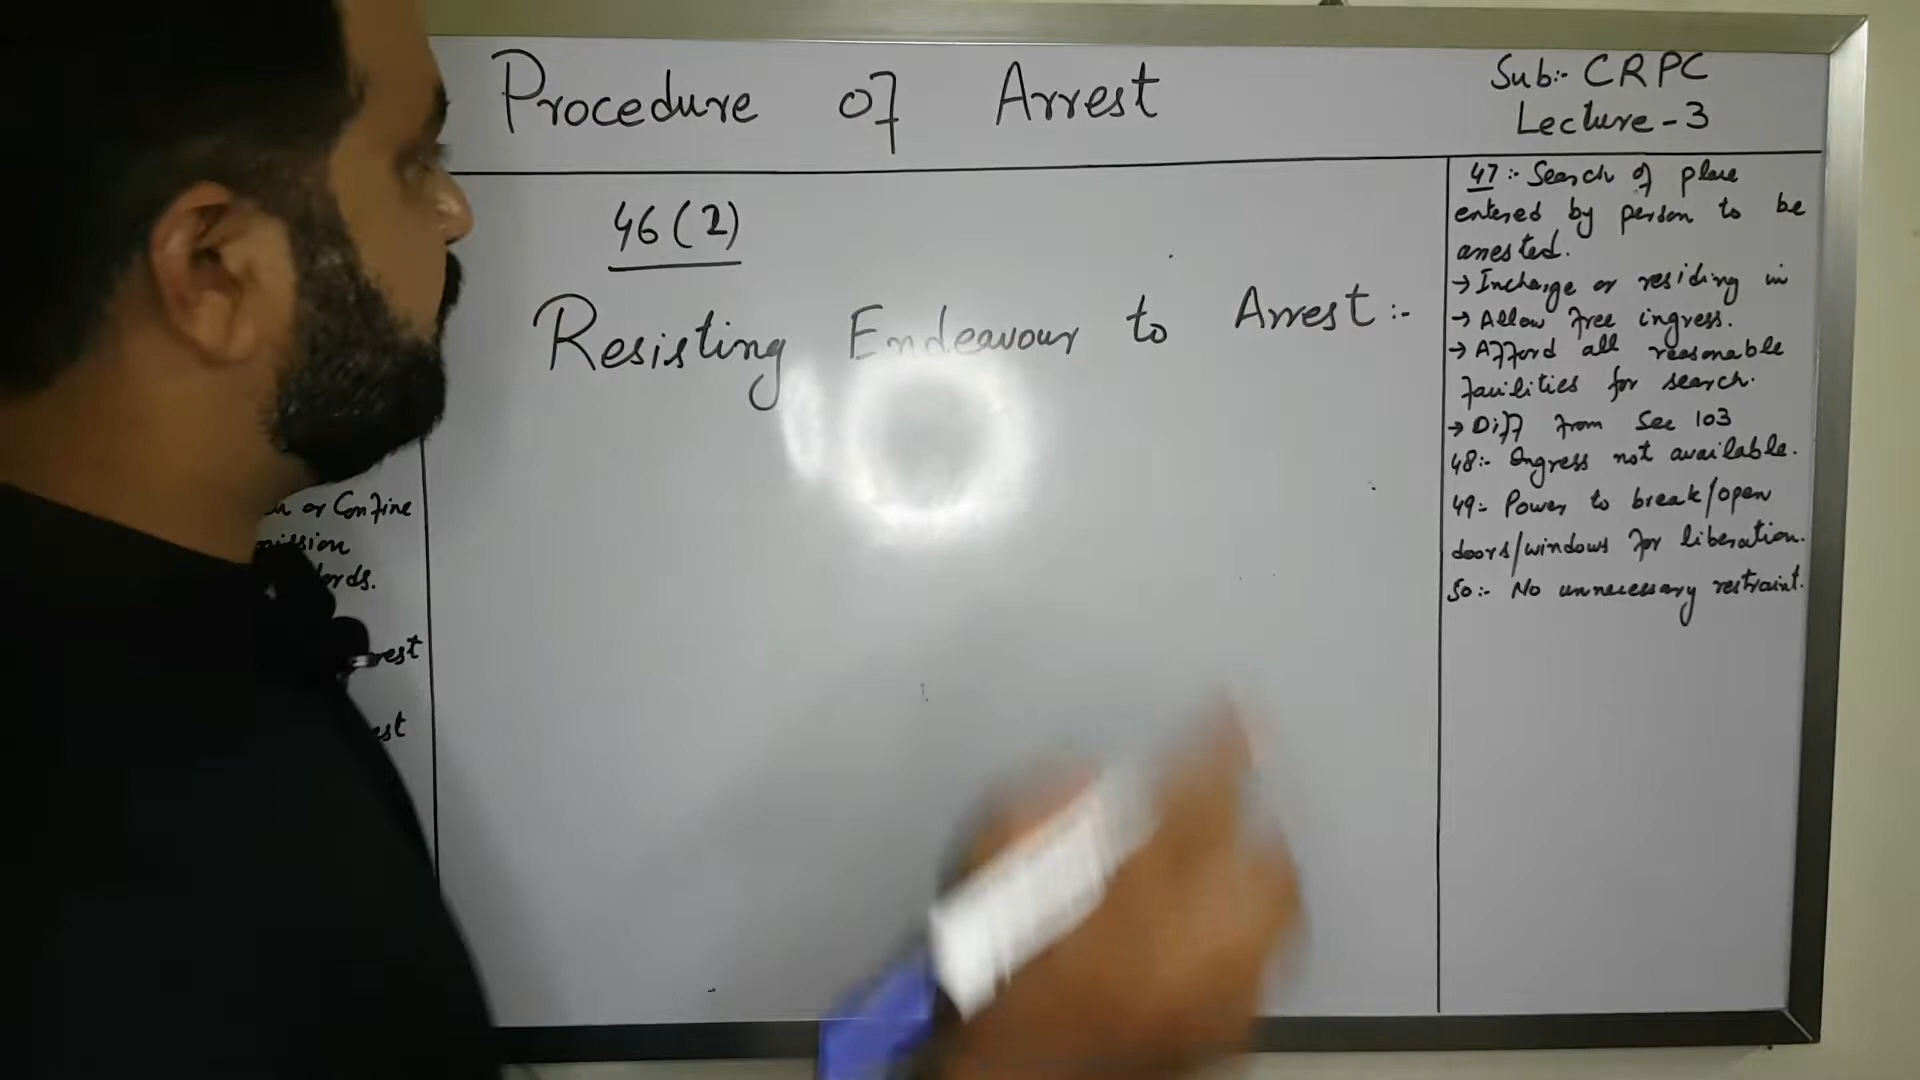 Procedure of Arrest
Sub:- CRPC
Lecture-3
or Confine
46(2)
Resisting Endeavour to Arrest:-
47:- Search of place
entered by person to be
arrested.
→ Incharge or residing in
→ Allow free ingress.
→ Afford all reasonable
facilities for search.
→ Diff from Sec 103
48:- Ingress not available.
49:- Power to break/open
doors/windows for liberation.
50:- No unnecessary restraint.